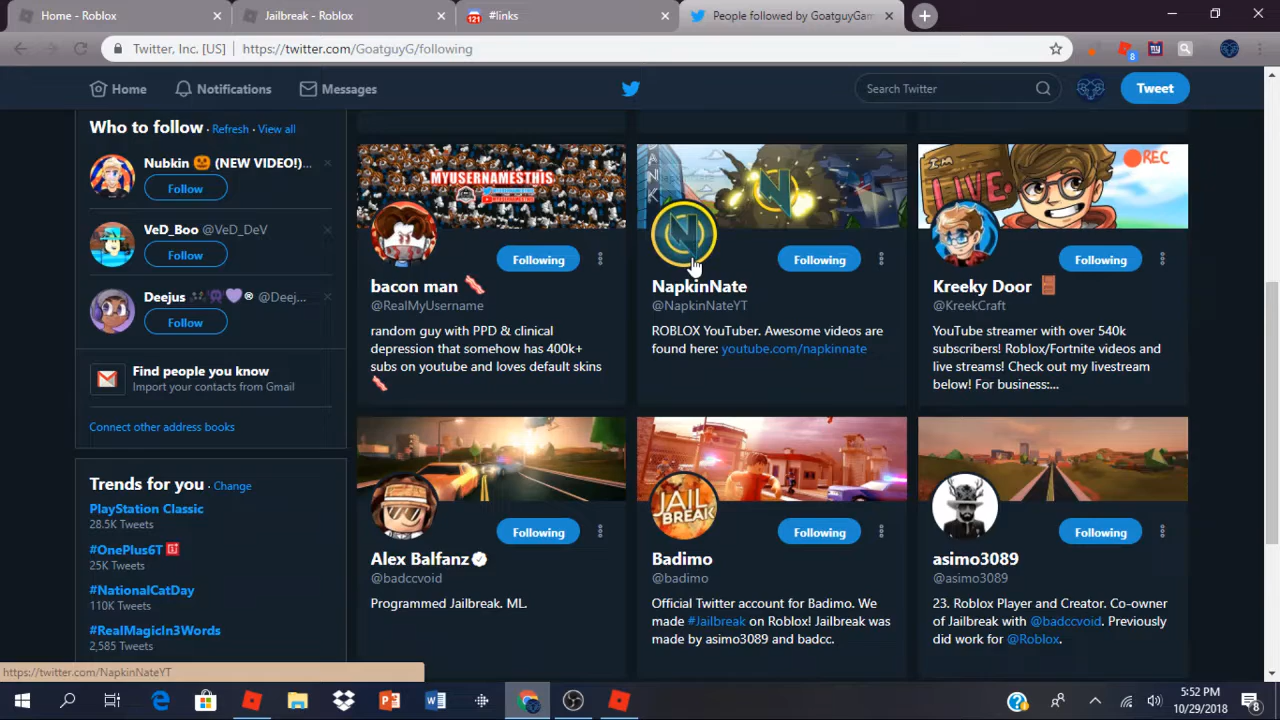 Home - Roblox
Jailbreak - Roblox
121
#links
People followed by GoatguyGam
Twitter, Inc. [US]
https://twitter.com/GoatguyG/following
8
Home
Notifications
Messages
Search Twitter
Tweet
Who to follow · Refresh · View all
Nubkin 🎃 (NEW VIDEO!)...
Follow
VeD_Boo @VeD_DeV
Follow
Deejus ® @Deej...
Follow
Find people you know
Import your contacts from Gmail
Connect other address books
Trends for you · Change
PlayStation Classic
28.5K Tweets
#OnePlus6T
25K Tweets
#NationalCatDay
110K Tweets
#RealMagicIn3Words
2,585 Tweets
MYUSERNAMESTHIS
Following
bacon man 🥓
@RealMyUsername
random guy with PPD & clinical
depression that somehow has 400k+
subs on youtube and loves default skins
🥓
Following
NapkinNate
@NapkinNateYT
ROBLOX YouTuber. Awesome videos are
found here: youtube.com/napkinnate
I'M
LIVE.
REC
Following
Kreeky Door 🚪
@KreekCraft
YouTube streamer with over 540k
subscribers! Roblox/Fortnite videos and
live streams! Check out my livestream
below! For business:...
Following
Alex Balfanz
@badccvoid
Programmed Jailbreak. ML.
JAIL
BREAK
Following
Badimo
@badimo
Official Twitter account for Badimo. We
made #Jailbreak on Roblox! Jailbreak was
made by asimo3089 and badcc.
Following
asimo3089
@asimo3089
23. Roblox Player and Creator. Co-owner
of Jailbreak with @badccvoid. Previously
did work for @Roblox.
https://twitter.com/NapkinNateYT
5:52 PM
10/29/2018
8